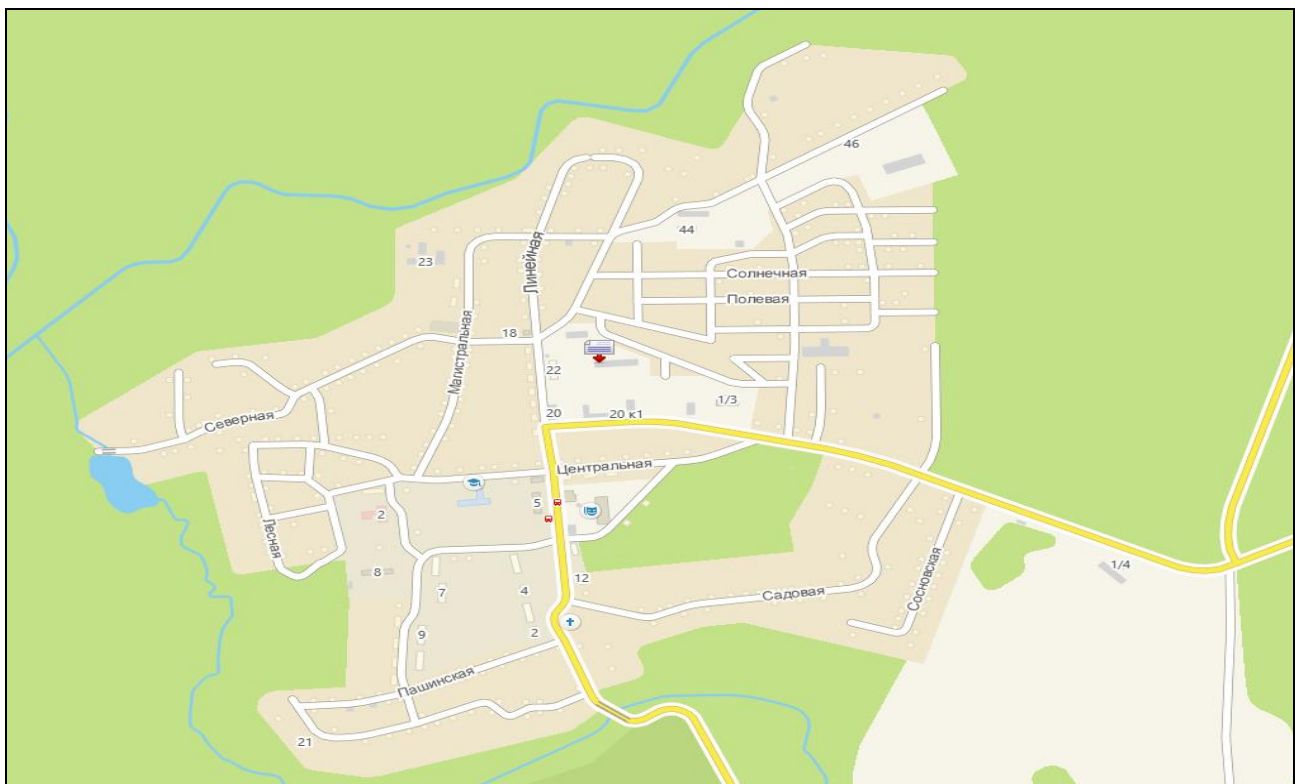 46
44
Линейная
23
Солнечная
Полевая
18
Магистральная
22
1/3
20
20 к1
Северная
Центральная
5
2
Лесная
1/4
8
7
4
12
Садовая
Сосновская
9
2
Пашинская
21